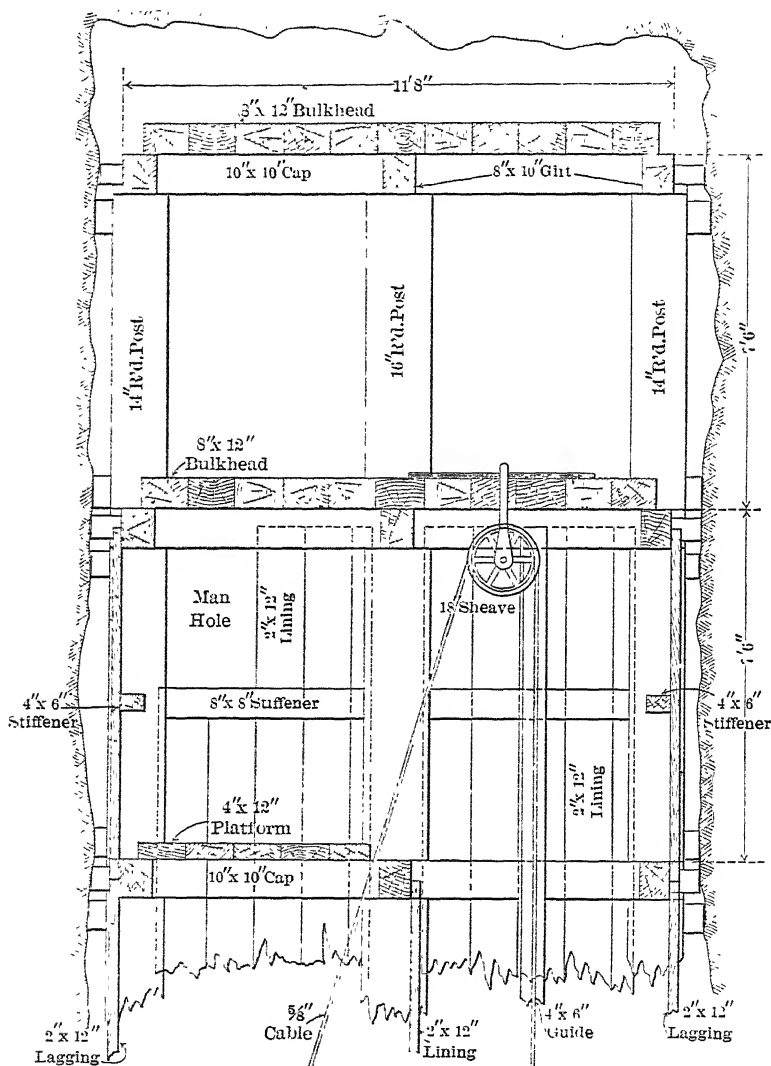 11'8"
8"x 12" Bulkhead
10"x 10" Cap
8"x 10" Girt
14" R'd. Post
16" R'd. Post
14" R'd. Post
7'6"
8"x 12"
Bulkhead
Man
Hole
2"x 12"
Lining
18 Sheave
7'6"
4"x 6"
Stiffener
8"x 8" Stiffener
4"x 6"
Stiffener
4"x 12"
Platform
2"x 12"
Lining
10"x 10" Cap
2"x 12"
Lagging
5/8"
Cable
2"x 12"
Lining
4"x 6"
Guide
2"x 12"
Lagging